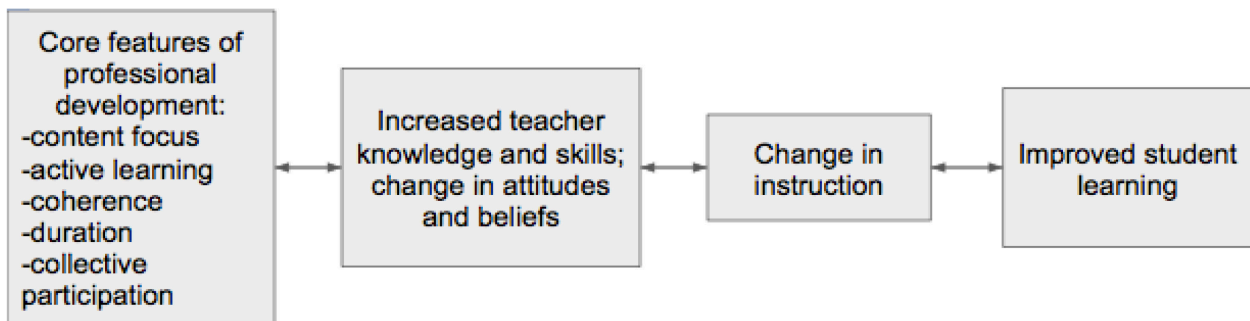 Core features of
professional
development:
-content focus
-active learning
-coherence
-duration
-collective
participation
Increased teacher
knowledge and skills;
change in attitudes
and beliefs
Change in
instruction
Improved student
learning